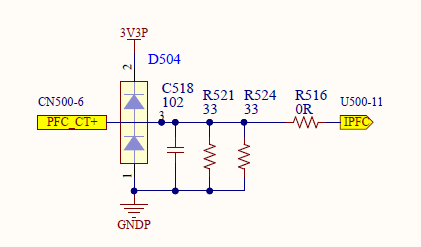 3V3P
D504
2
CN500-6
PFC_CT+
C518
102
3
R521
33
R524
33
R516
0R
U500-11
IPFC
1
GNDP